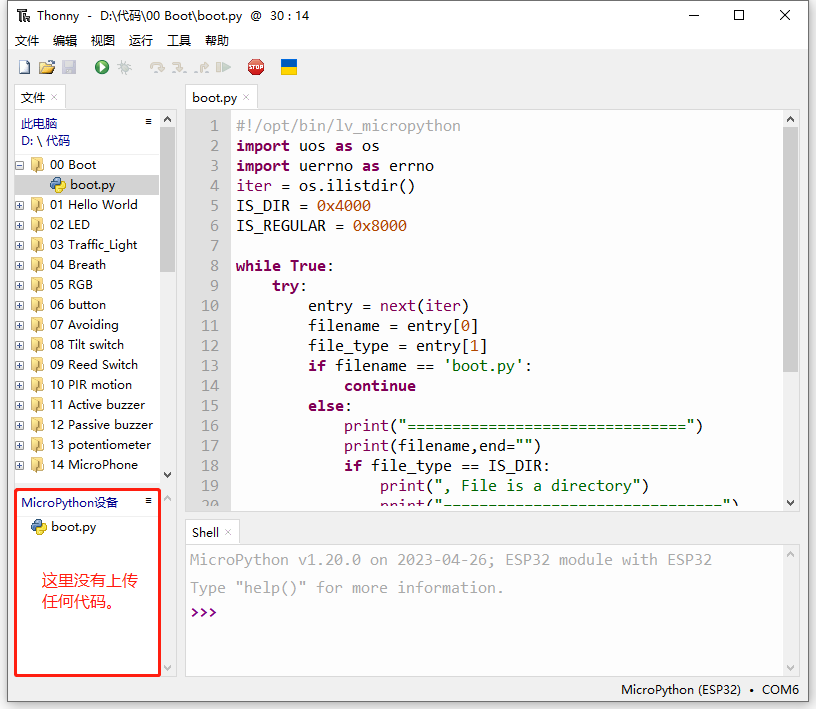 Thonny - D:\代码\00 Boot\boot.py @ 30 : 14
文件 编辑 视图 运行 工具 帮助
STOP
文件
此电脑
D: \ 代码
00 Boot
boot.py
01 Hello World
02 LED
03 Traffic_Light
04 Breath
05 RGB
06 button
07 Avoiding
08 Tilt switch
09 Reed Switch
10 PIR motion
11 Active buzzer
12 Passive buzzer
13 potentiometer
14 MicroPhone
MicroPython设备
boot.py
这里没有上传
任何代码。
boot.py
1 #!/opt/bin/lv_micropython
2 import uos as os
3 import uerrno as errno
4 iter = os.ilistdir()
5 IS_DIR = 0x4000
6 IS_REGULAR = 0x8000
7
8 while True:
9 try:
10 entry = next(iter)
11 filename = entry[0]
12 file_type = entry[1]
13 if filename == 'boot.py':
14 continue
15 else:
16 print("===============================")
17 print(filename,end="")
18 if file_type == IS_DIR:
19 print(", File is a directory")
20 print("===============================")
Shell
MicroPython v1.20.0 on 2023-04-26; ESP32 module with ESP32
Type "help()" for more information.
>>>
MicroPython (ESP32) • COM6